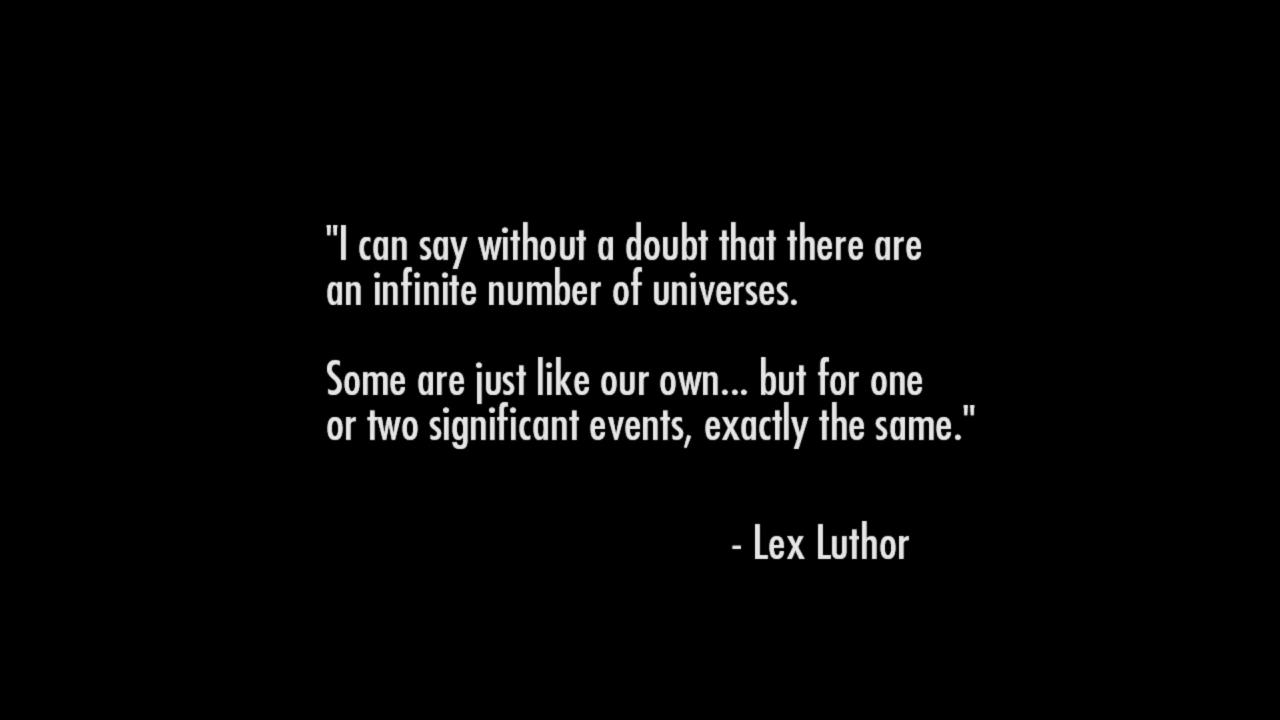 "I can say without a doubt that there are
an infinite number of universes.
Some are just like our own... but for one
or two significant events, exactly the same."
- Lex Luthor